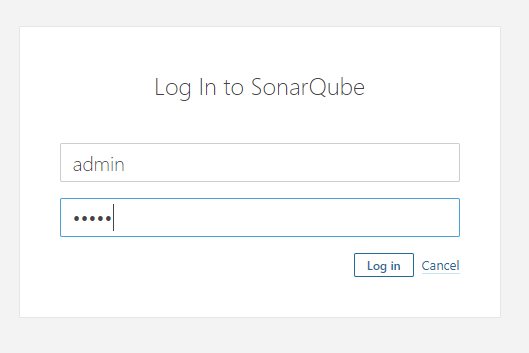 Log In to SonarQube
admin
•••••
Log in Cancel